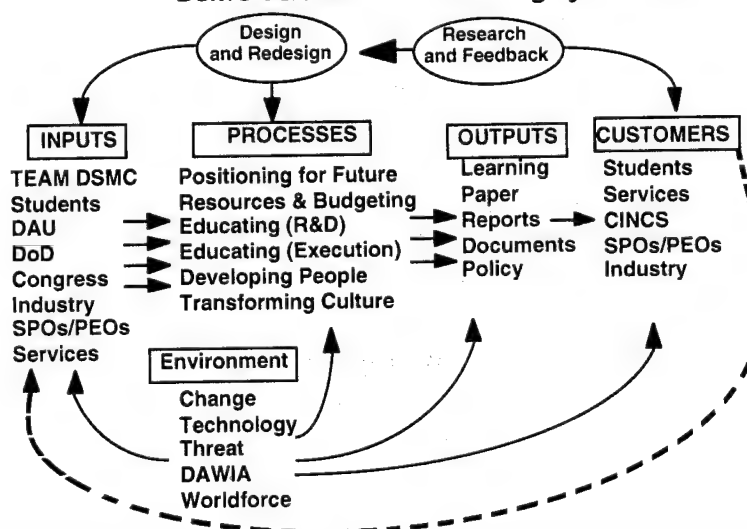 Design
and Redesign
Research
and Feedback
INPUTS
TEAM DSMC
Students
DAU
DoD
Congress
Industry
SPOs/PEOs
Services
PROCESSES
Positioning for Future
Resources & Budgeting
Educating (R&D)
Educating (Execution)
Developing People
Transforming Culture
OUTPUTS
Learning
Paper
Reports
Documents
Policy
CUSTOMERS
Students
Services
CINCS
SPOs/PEOs
Industry
Environment
Change
Technology
Threat
DAWIA
Worldforce